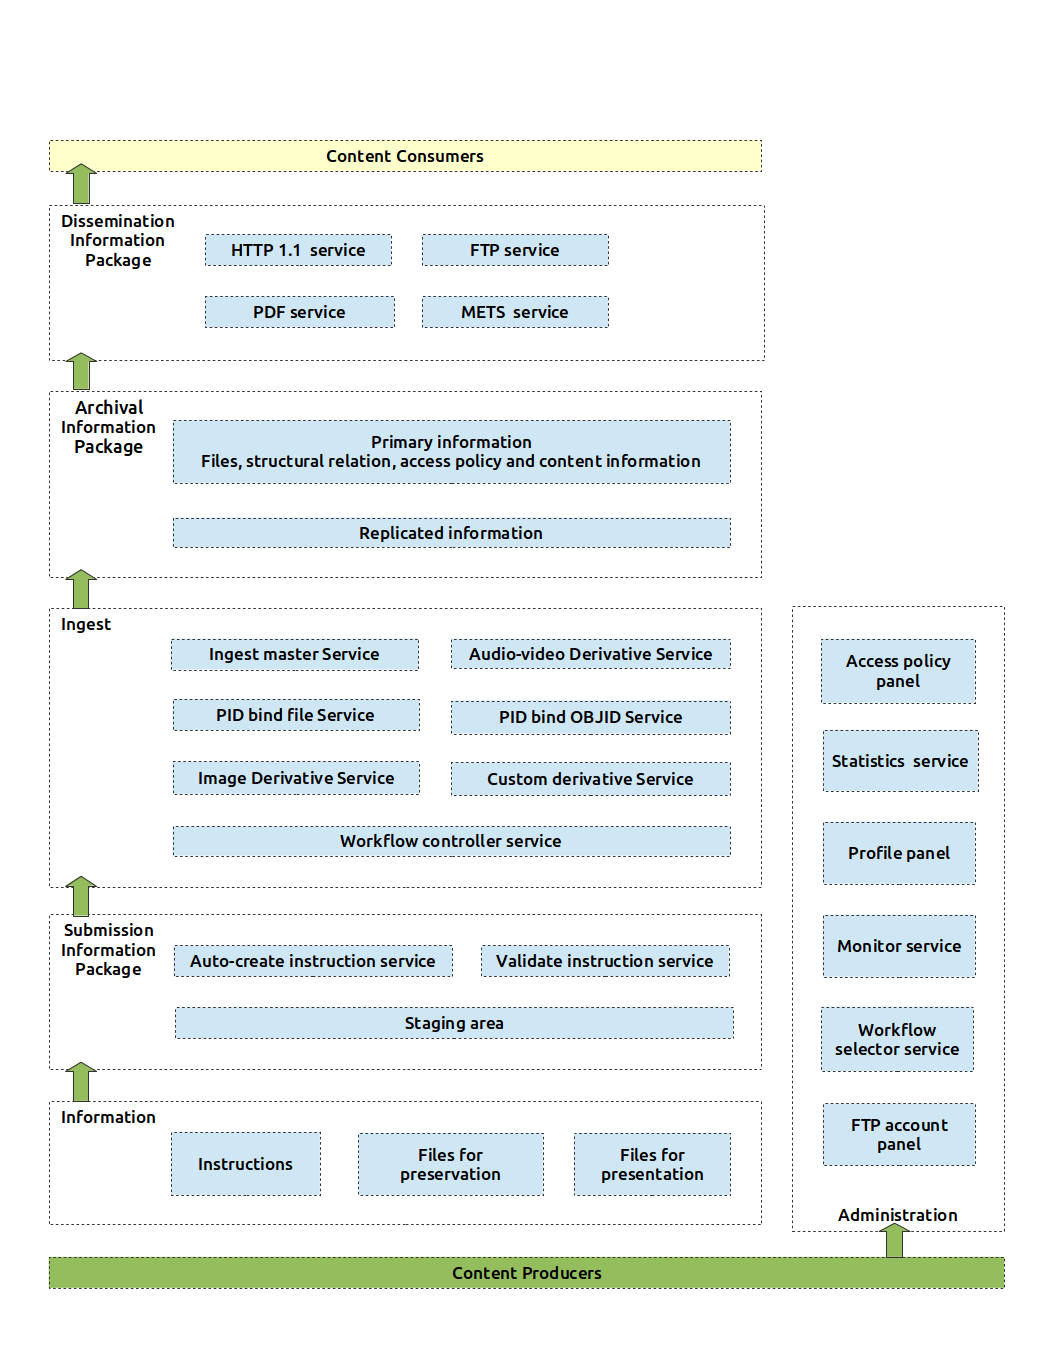 Content Consumers
Dissemination
Information
Package
HTTP 1.1  service
FTP service
PDF service
METS  service
Archival
Information
Package
Primary information
Files, structural relation, access policy and content information
Replicated information
Ingest
Ingest master Service
Audio-video Derivative Service
PID bind file Service
PID bind OBJID Service
Image Derivative Service
Custom derivative Service
Workflow controller service
Submission
Information
Package
Auto-create instruction service
Validate instruction service
Staging area
Information
Instructions
Files for
preservation
Files for
presentation
Access policy
panel
Statistics  service
Profile panel
Monitor service
Workflow
selector service
FTP account
panel
Administration
Content Producers